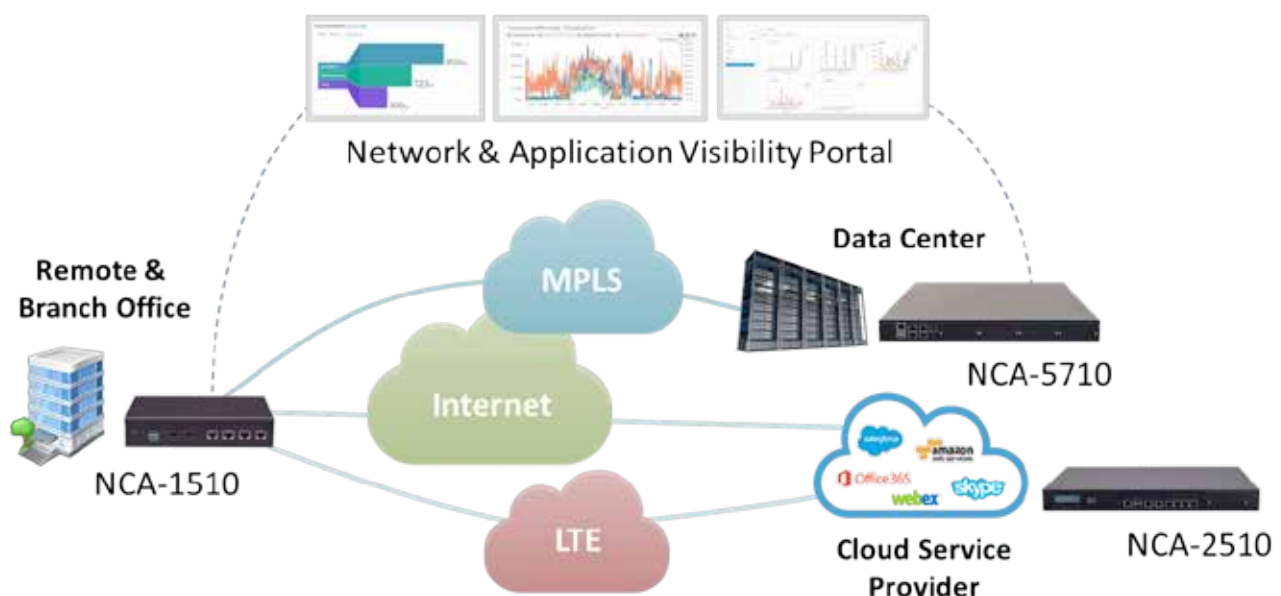 Network & Application Visibility Portal
Remote &
Branch Office
MPLS
Data Center
NCA-5710
Internet
NCA-1510
salesforce
amazon
web services
Office 365
webex
skype
LTE
Cloud Service
Provider
NCA-2510